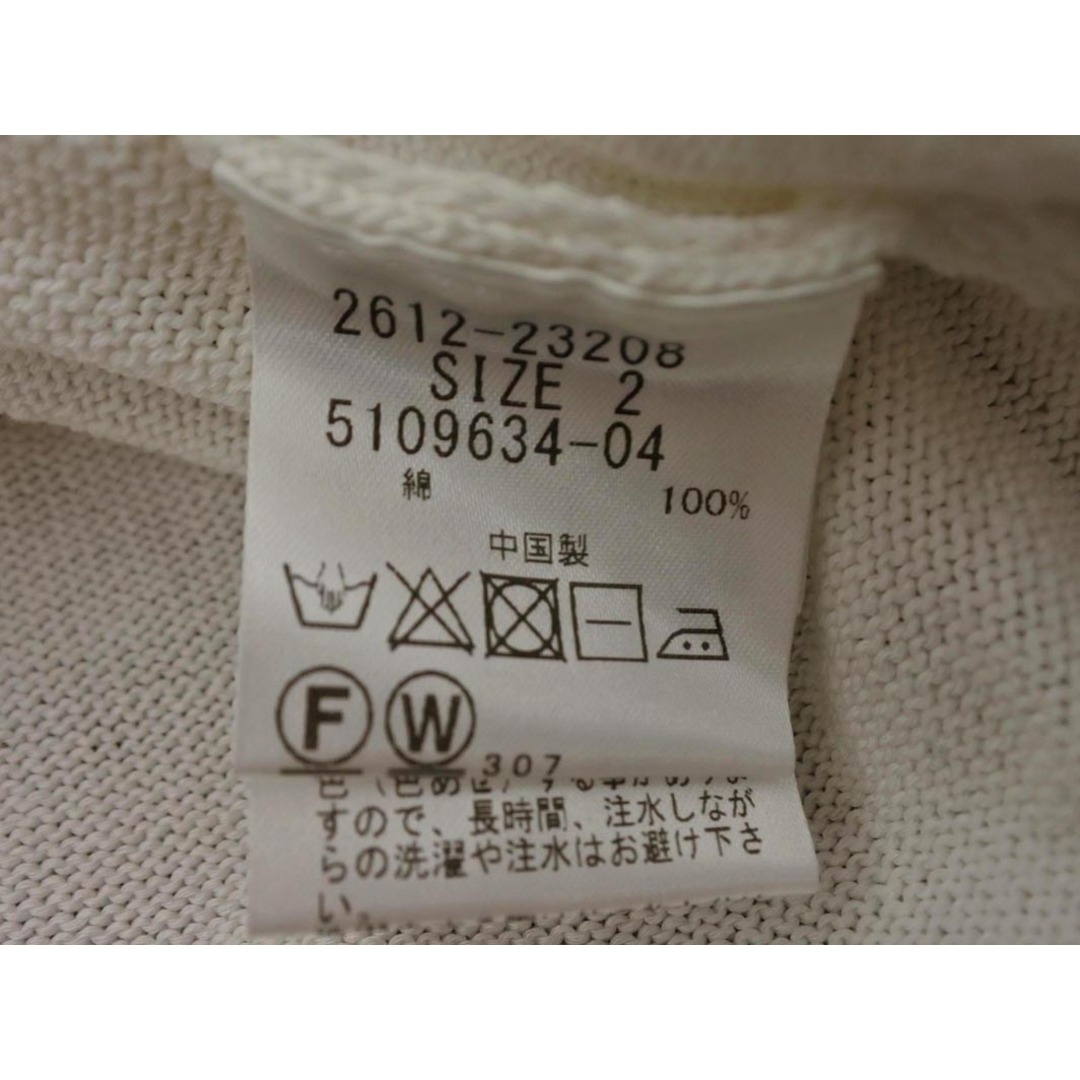 2612-23208
SIZE 2
5109634-04
綿 100%
中国製
F W
307
すので、長時間、注水しなが
らの洗濯や注水はお避け下さ
い。